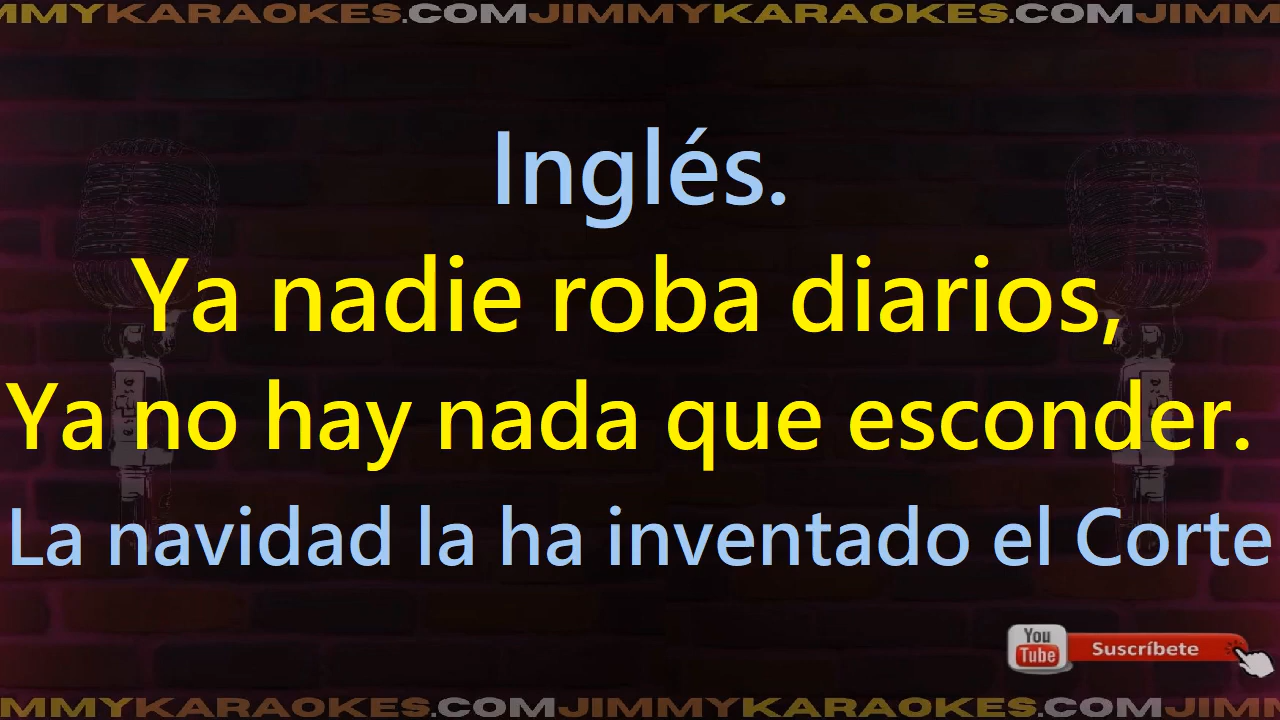 JIMMYKARAOKES.COMJIMMYKARAOKES.COMJIMM
Inglés.
Ya nadie roba diarios,
Ya no hay nada que esconder.
La navidad la ha inventado el Corte
You
Tube
Suscríbete
MMYKARAOKES.COMJIMMYKARAOKES.COMJIMM